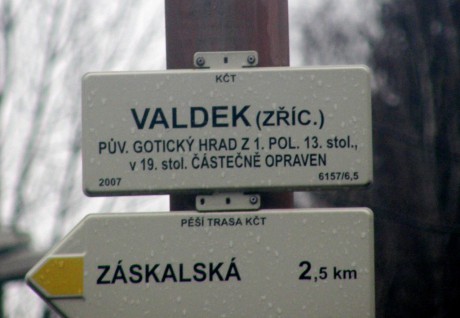 KČT
VALDEK (ZŘÍC.)
PŮV. GOTICKÝ HRAD Z 1. POL. 13. stol.,
v 19. stol. ČÁSTEČNĚ OPRAVEN
2007 6157/6,5
PĚŠÍ TRASA KČT
ZÁSKALSKÁ 2,5 km